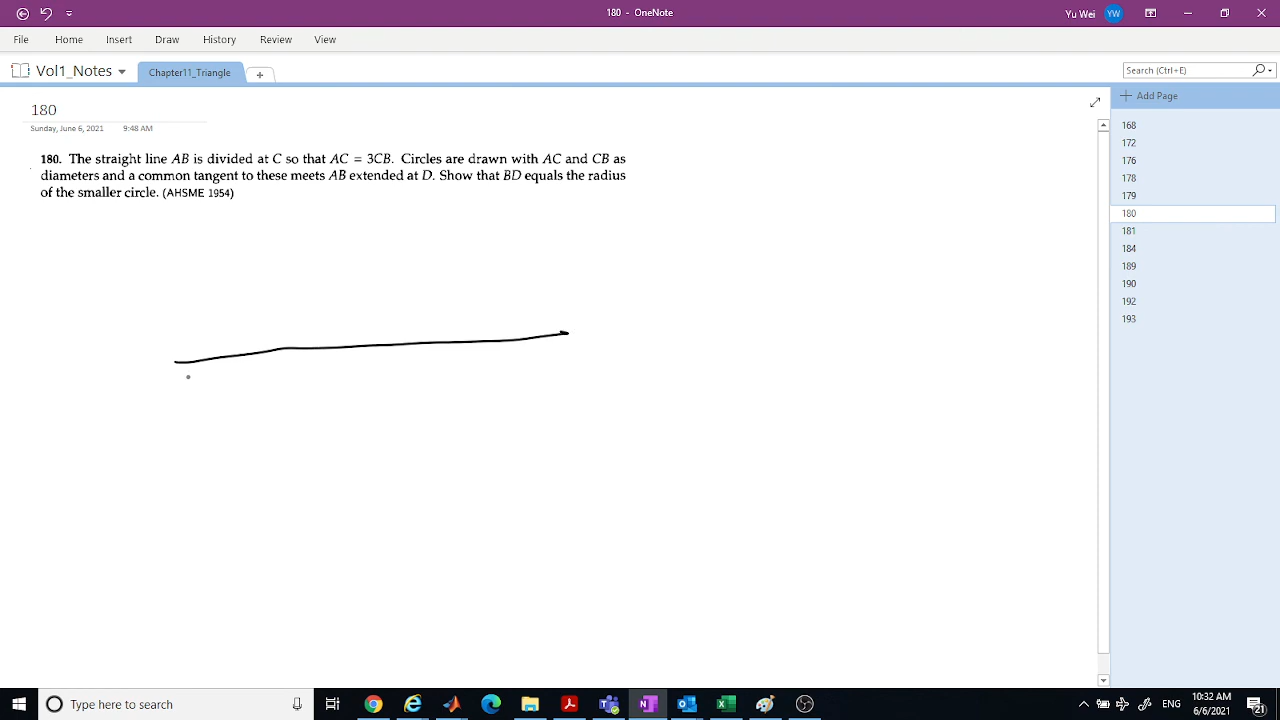 180 - OneNote
Yu Wei YW
File Home Insert Draw History Review View
Vol1_Notes Chapter11_Triangle +
Search (Ctrl+E)
Add Page
180
Sunday, June 6, 2021 9:48 AM
180. The straight line AB is divided at C so that AC = 3CB. Circles are drawn with AC and CB as
diameters and a common tangent to these meets AB extended at D. Show that BD equals the radius
of the smaller circle. (AHSME 1954)
168
172
176
178
179
180
181
184
189
190
192
193
Type here to search
ENG
10:32 AM
6/6/2021
21